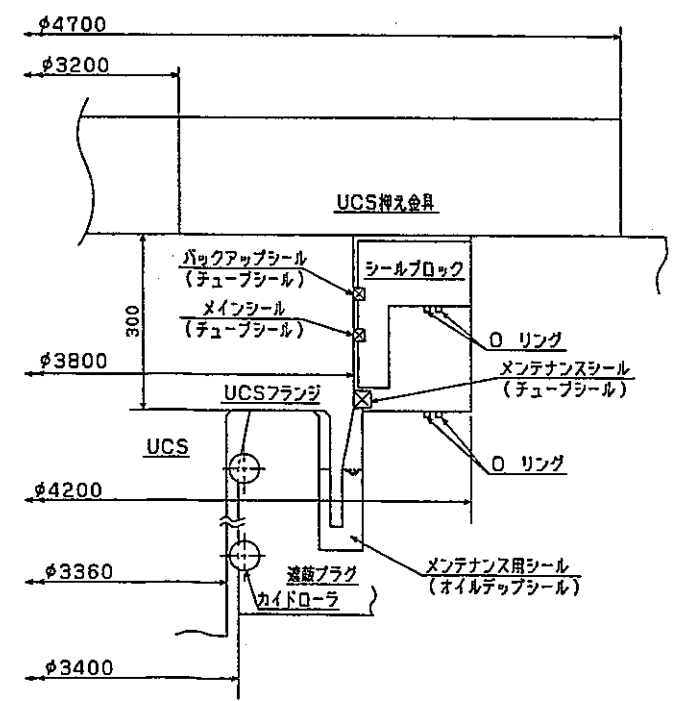 φ4700
φ3200
UCS押え金具
バックアップシール
(チューブシール)
シールブロック
メインシール
(チューブシール)
300
O リング
φ3800
メンテナンスシール
(チューブシール)
UCSフランジ
UCS
O リング
φ4200
遮蔽プラグ
メンテナンス用シール
(オイルデップシール)
φ3360
カイドローラ
φ3400